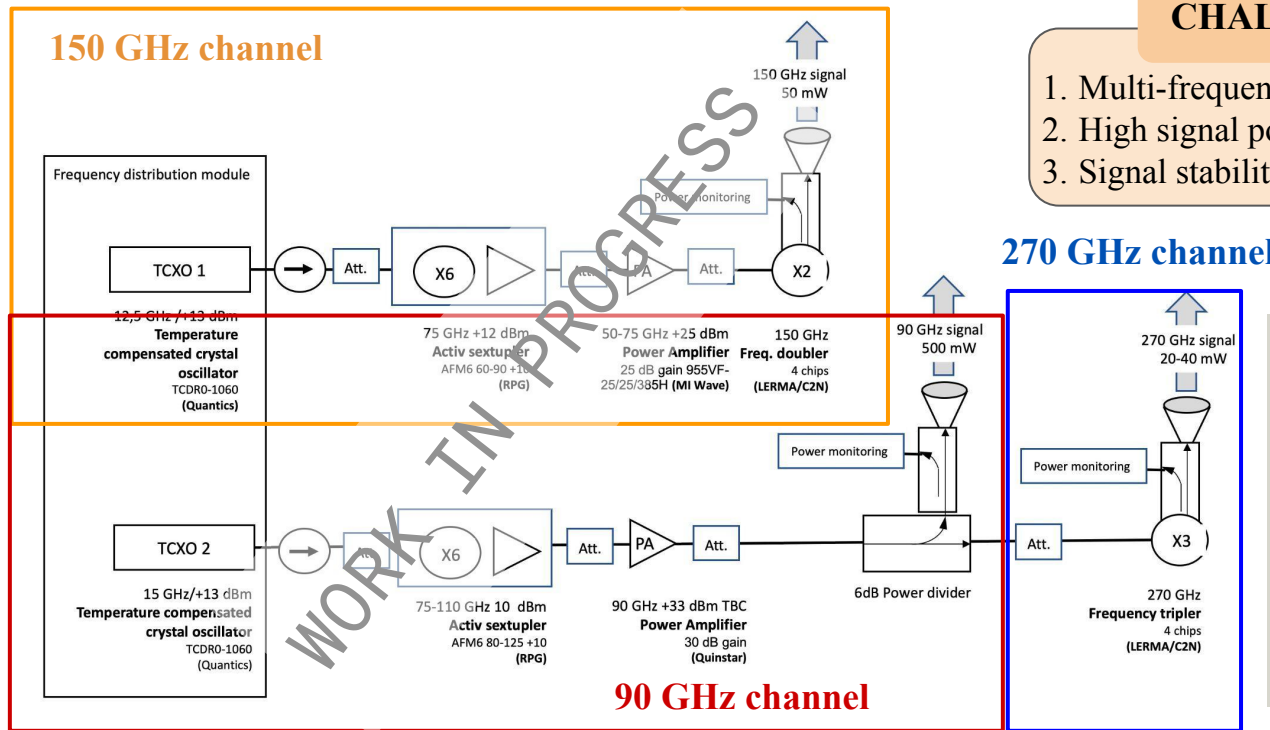 150 GHz channel
CHAL
1. Multi-frequen
2. High signal po
3. Signal stabilit
270 GHz channel
150 GHz signal
50 mW
Frequency distribution module
Power monitoring
TCXO 1
Att.
X6
Att.
PA
Att.
X2
12,5 GHz /+13 dBm
Temperature
compensated crystal
oscillator
TCDR0-1060
(Quantics)
75 GHz +12 dBm
Activ sextupler
AFM6 60-90 +10
(RPG)
50-75 GHz +25 dBm
Power Amplifier
25 dB gain 955VF-
25/25/385H (MI Wave)
150 GHz
Freq. doubler
4 chips
(LERMA/C2N)
90 GHz signal
500 mW
270 GHz signal
20-40 mW
Power monitoring
Power monitoring
TCXO 2
Att.
X6
Att.
PA
Att.
Att.
X3
15 GHz/+13 dBm
Temperature compensated
crystal oscillator
TCDR0-1060
(Quantics)
75-110 GHz 10 dBm
Activ sextupler
AFM6 80-125 +10
(RPG)
90 GHz +33 dBm TBC
Power Amplifier
30 dB gain
(Quinstar)
6dB Power divider
270 GHz
Frequency tripler
4 chips
(LERMA/C2N)
90 GHz channel
WORK IN PROGRESS